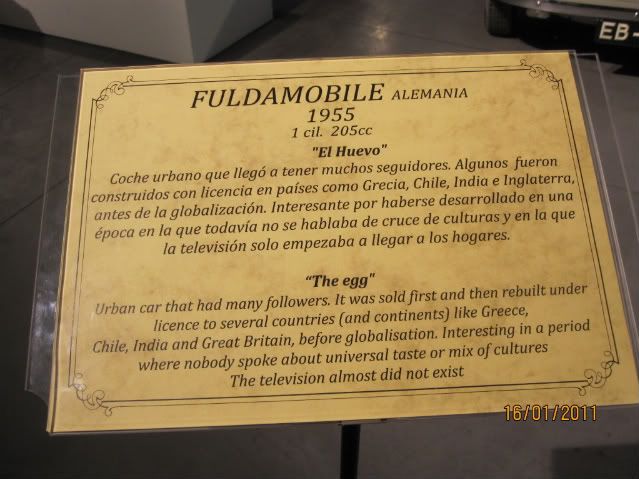 EB-
FULDAMOBILE ALEMANIA
1955
1 cil. 205cc
"El Huevo"
Coche urbano que llegó a tener muchos seguidores. Algunos fueron
construidos con licencia en países como Grecia, Chile, India e Inglaterra,
antes de la globalización. Interesante por haberse desarrollado en una
época en la que todavía no se hablaba de cruce de culturas y en la que
la televisión solo empezaba a llegar a los hogares.
“The egg"
Urban car that had many followers. It was sold first and then rebuilt under
licence to several countries (and continents) like Greece,
Chile, India and Great Britain, before globalisation. Interesting in a period
where nobody spoke about universal taste or mix of cultures
The television almost did not exist
16/01/2011